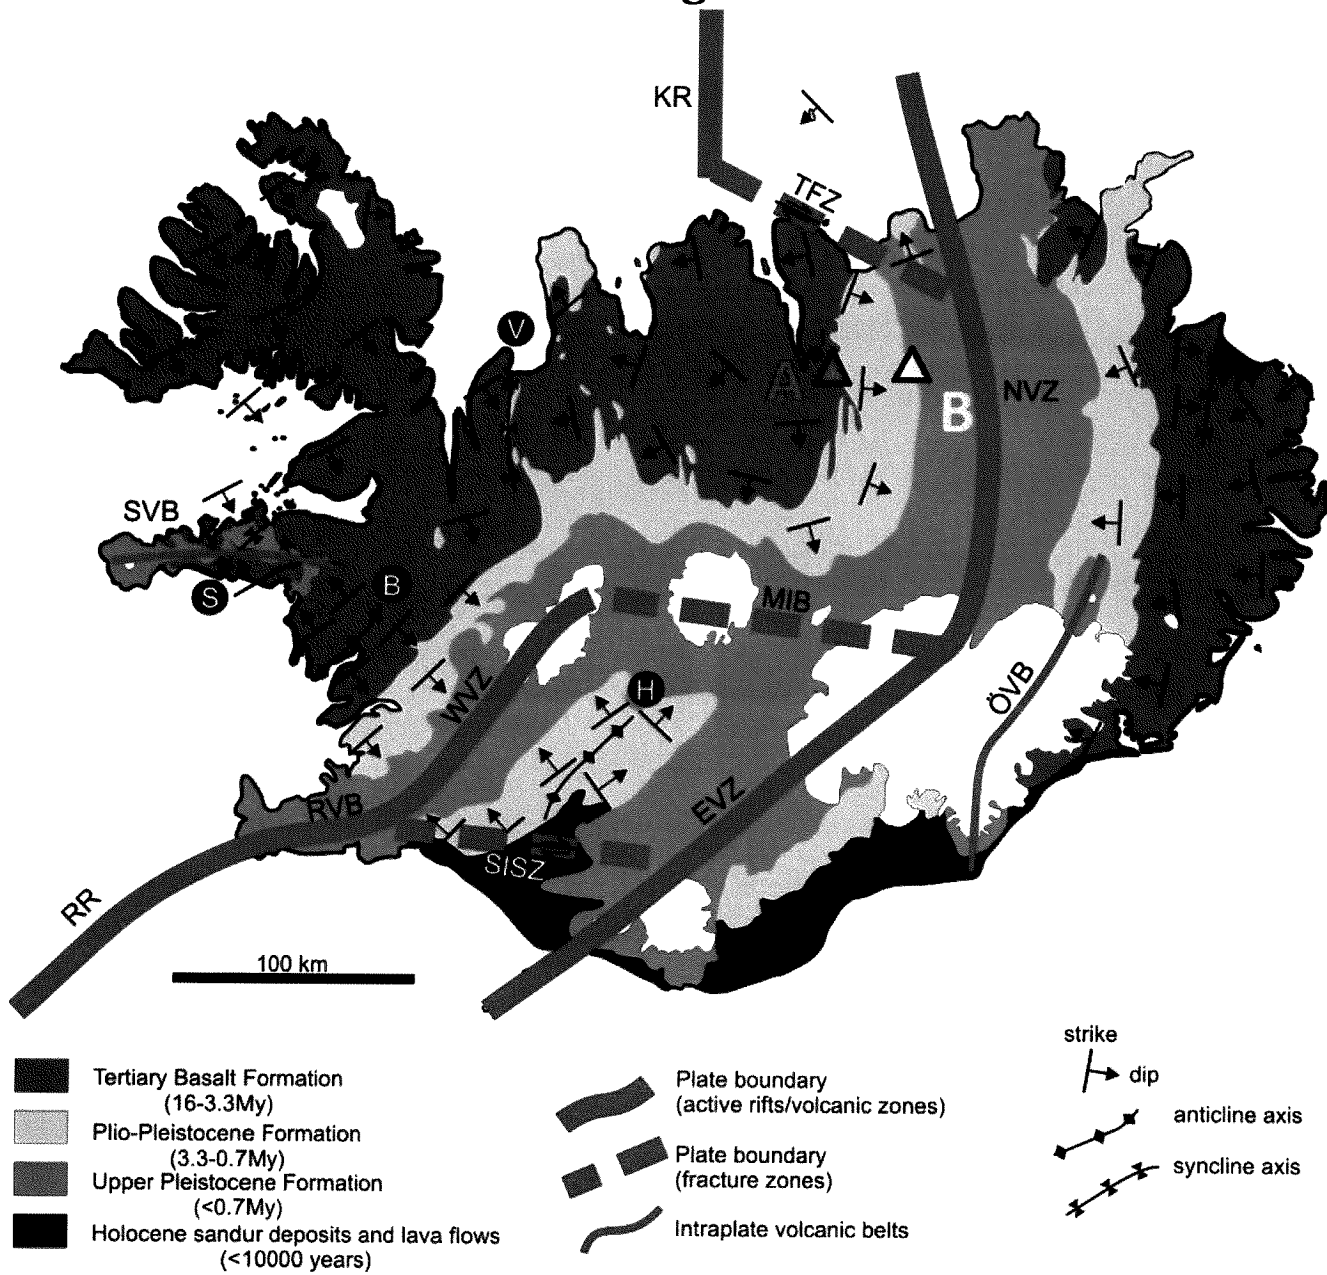 KR
TFZ
V
A
B
NVZ
SVB
S
B
MIB
WVZ
H
ÖVB
RVB
EVZ
SISZ
RR
100 km
Tertiary Basalt Formation
(16-3.3My)
Plio-Pleistocene Formation
(3.3-0.7My)
Upper Pleistocene Formation
(<0.7My)
Holocene sandur deposits and lava flows
(<10000 years)
Plate boundary
(active rifts/volcanic zones)
Plate boundary
(fracture zones)
Intraplate volcanic belts
strike
dip
anticline axis
syncline axis